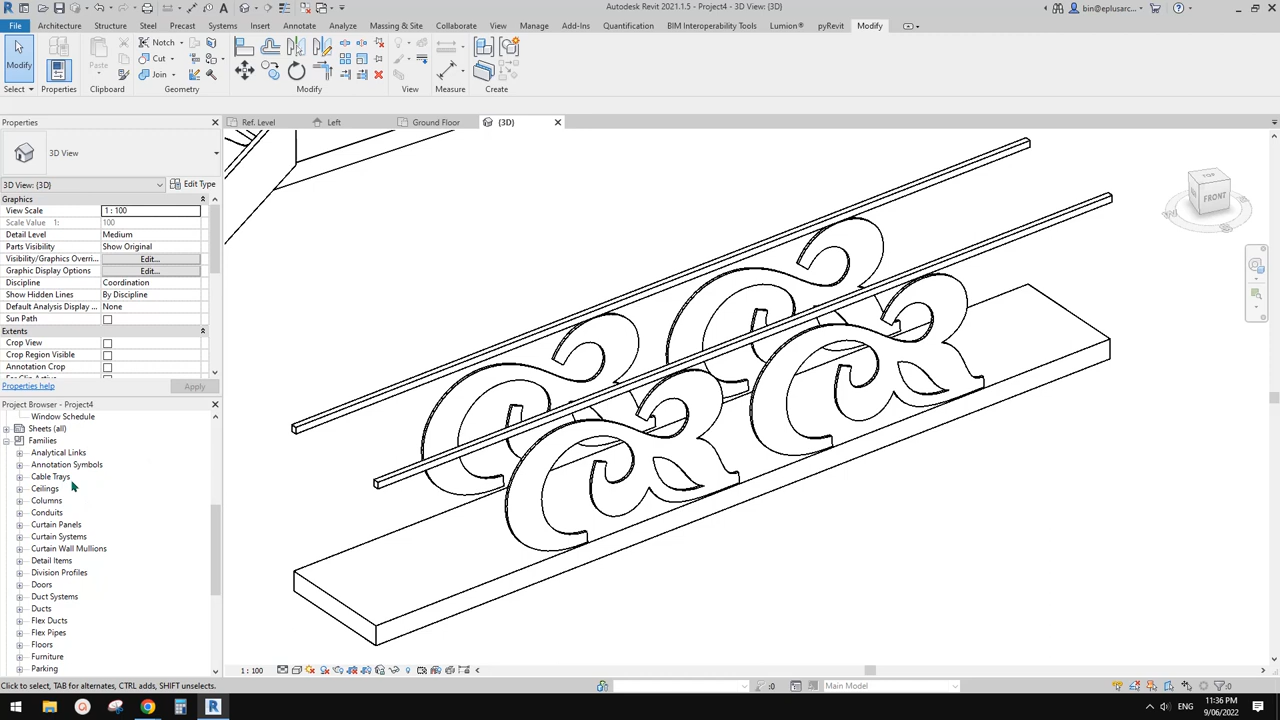 Autodesk Revit 2021.1.5 - Project4 - 3D View: {3D}
bin@eplusarc...
File Architecture Structure Steel Precast Systems Insert Annotate Analyze Massing & Site Collaborate View Manage Add-Ins Quantification BIM Interoperability Tools Lumion® pyRevit Modify
Modify Properties Paste Notches Cut Join
Select Properties Clipboard Geometry Modify View Measure Create
Properties
Ref. Level Left Ground Floor {3D}
3D View
3D View: {3D} Edit Type
Graphics
View Scale 1 : 100
Scale Value 1: 100
Detail Level Medium
Parts Visibility Show Original
Visibility/Graphics Overri... Edit...
Graphic Display Options Edit...
Discipline Coordination
Show Hidden Lines By Discipline
Default Analysis Display ... None
Sun Path
Extents
Crop View
Crop Region Visible
Annotation Crop
Properties help Apply
TOP
FRONT
Project Browser - Project4
Window Schedule
Sheets (all)
Families
Analytical Links
Annotation Symbols
Cable Trays
Ceilings
Columns
Conduits
Curtain Panels
Curtain Systems
Curtain Wall Mullions
Detail Items
Division Profiles
Doors
Duct Systems
Ducts
Flex Ducts
Flex Pipes
Floors
Furniture
Parking
1 : 100
Click to select, TAB for alternates, CTRL adds, SHIFT unselects.
:0 Main Model :0
ENG
11:36 PM
9/06/2022